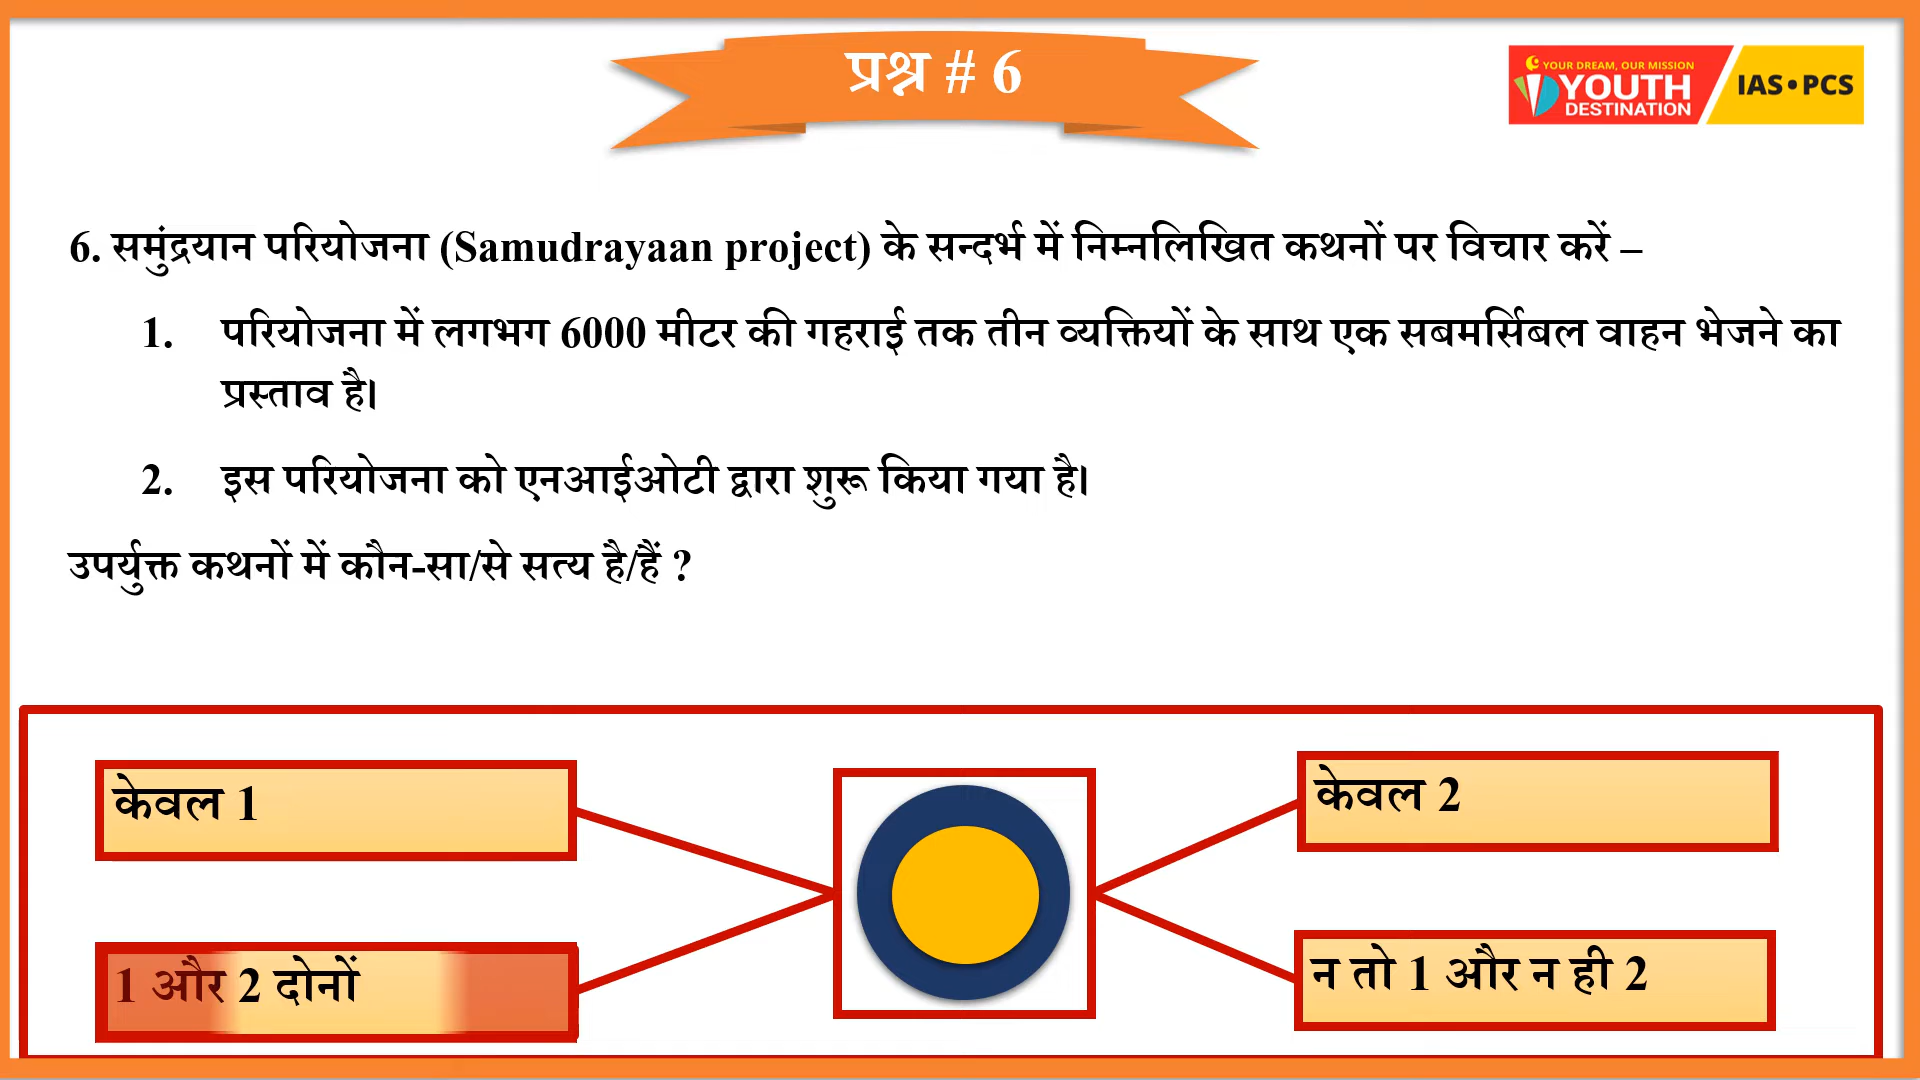 प्रश्न # 6
YOUR DREAM, OUR MISSION
YOUTH
DESTINATION
IAS•PCS
6. समुंद्रयान परियोजना (Samudrayaan project) के सन्दर्भ में निम्नलिखित कथनों पर विचार करें –
1. परियोजना में लगभग 6000 मीटर की गहराई तक तीन व्यक्तियों के साथ एक सबमर्सिबल वाहन भेजने का
प्रस्ताव है।
2. इस परियोजना को एनआईओटी द्वारा शुरू किया गया है।
उपर्युक्त कथनों में कौन-सा/से सत्य है/हैं ?
केवल 1
केवल 2
1 और 2 दोनों
न तो 1 और न ही 2